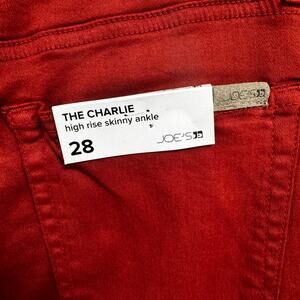 THE CHARLIE
high rise skinny ankle
28
JOE'S
JOE'S